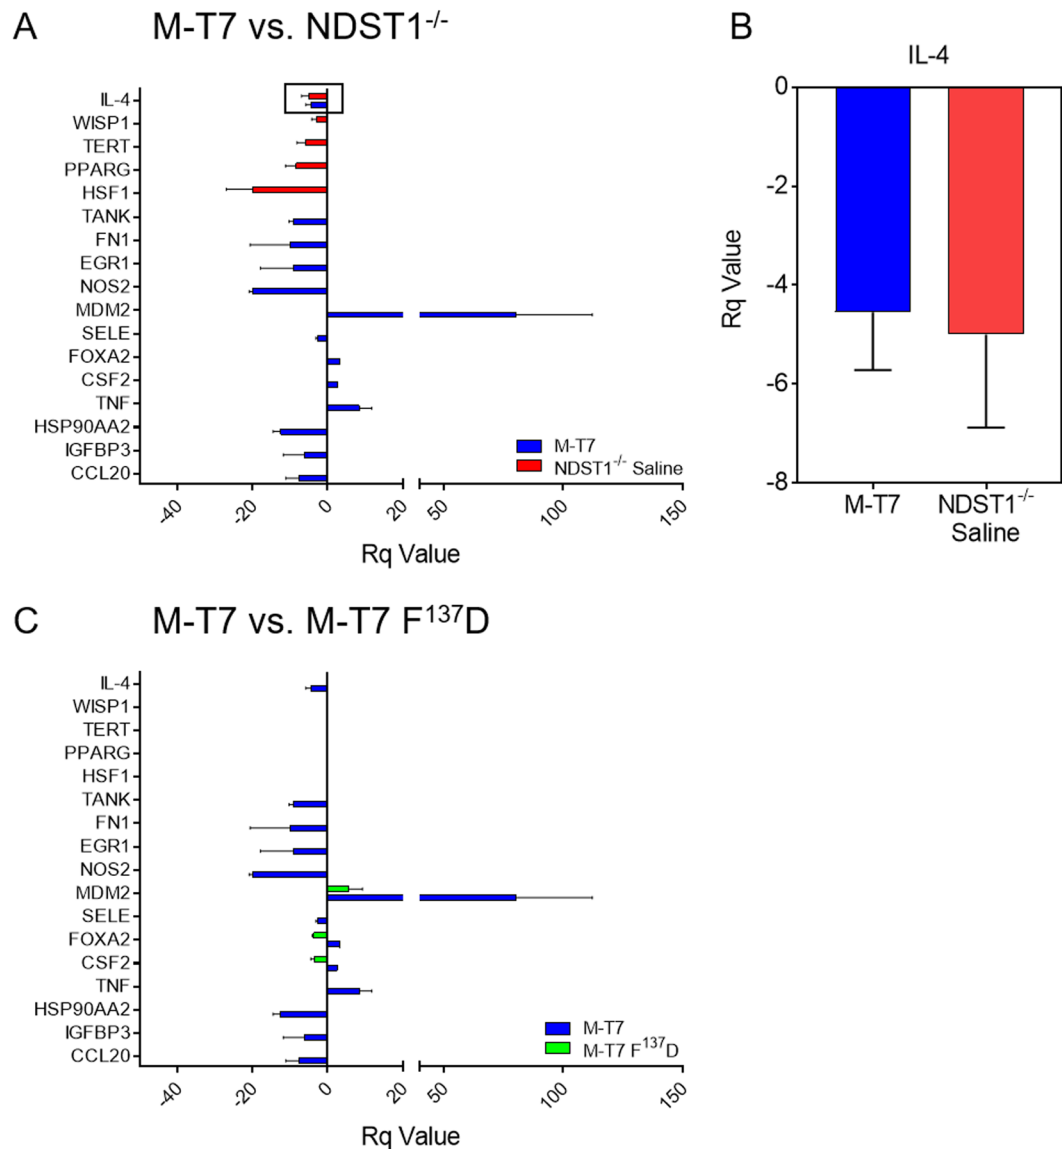 A M-T7 vs. NDST1-/-
IL-4
WISP1
TERT
PPARG
HSF1
TANK
FN1
EGR1
NOS2
MDM2
SELE
FOXA2
CSF2
TNF
HSP90AA2
IGFBP3
CCL20
M-T7
NDST1-/- Saline
-40 -20 0 20 50 100 150
Rq Value
B
IL-4
0
-2
-4
-6
-8
Rq Value
M-T7 NDST1-/-
Saline
C M-T7 vs. M-T7 F137D
IL-4
WISP1
TERT
PPARG
HSF1
TANK
FN1
EGR1
NOS2
MDM2
SELE
FOXA2
CSF2
TNF
HSP90AA2
IGFBP3
CCL20
M-T7
M-T7 F137D
-40 -20 0 20 50 100 150
Rq Value